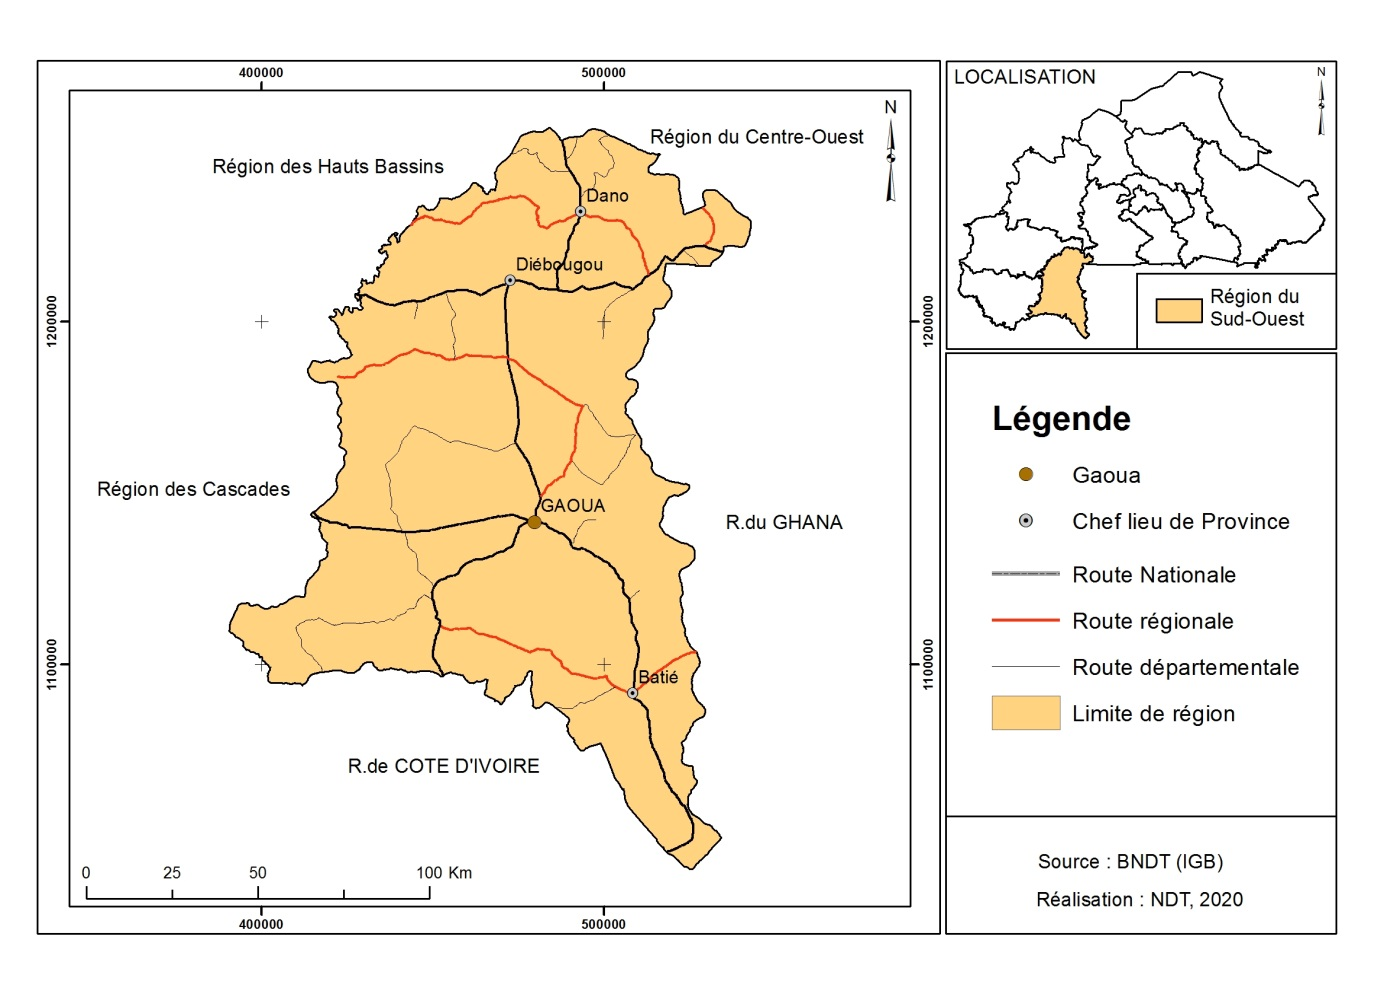 400000
500000
N
Région du Centre-Ouest
Région des Hauts Bassins
Dano
Diébougou
1200000
1200000
Région des Cascades
GAOUA
R.du GHANA
1100000
1100000
Batié
R.de COTE D'IVOIRE
0 25 50 100 Km
400000
500000
LOCALISATION
N
Région du
Sud-Ouest
Légende
Gaoua
Chef lieu de Province
Route Nationale
Route régionale
Route départementale
Limite de région
Source : BNDT (IGB)
Réalisation : NDT, 2020